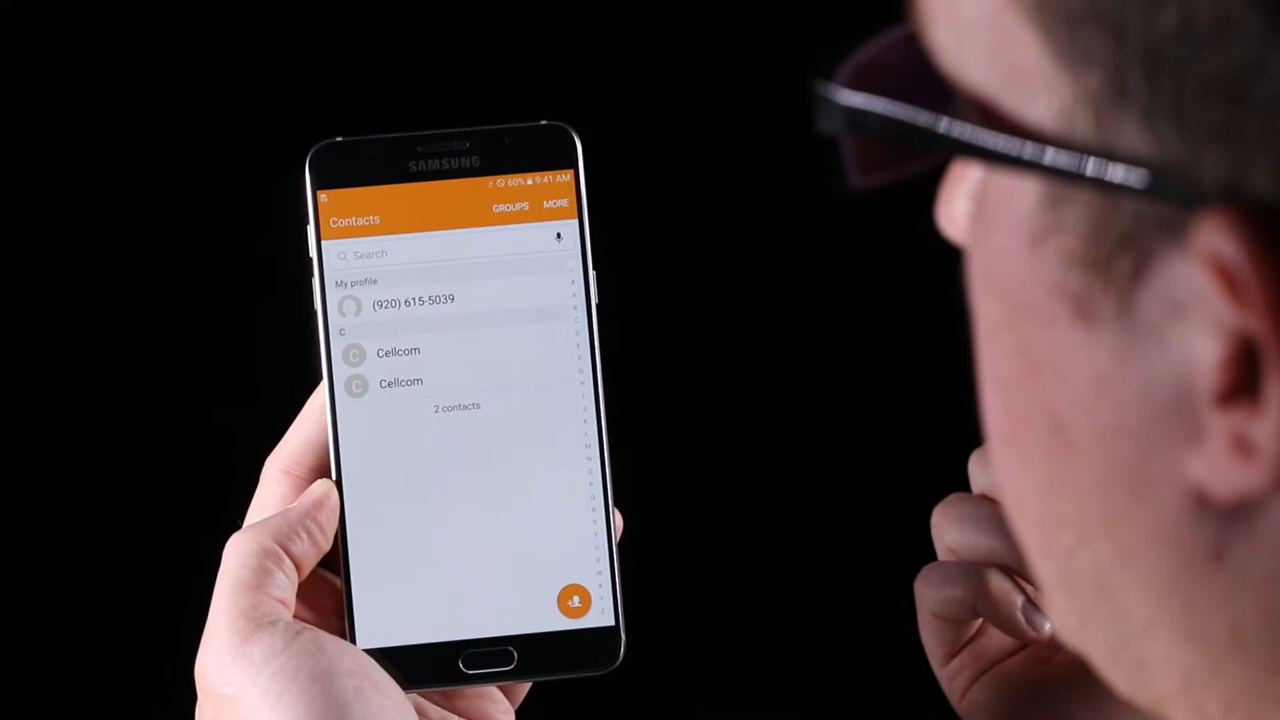 SAMSUNG
60% 9:41 AM
Contacts GROUPS MORE
Search
My profile
(920) 615-5039
C
C Cellcom
C Cellcom
2 contacts